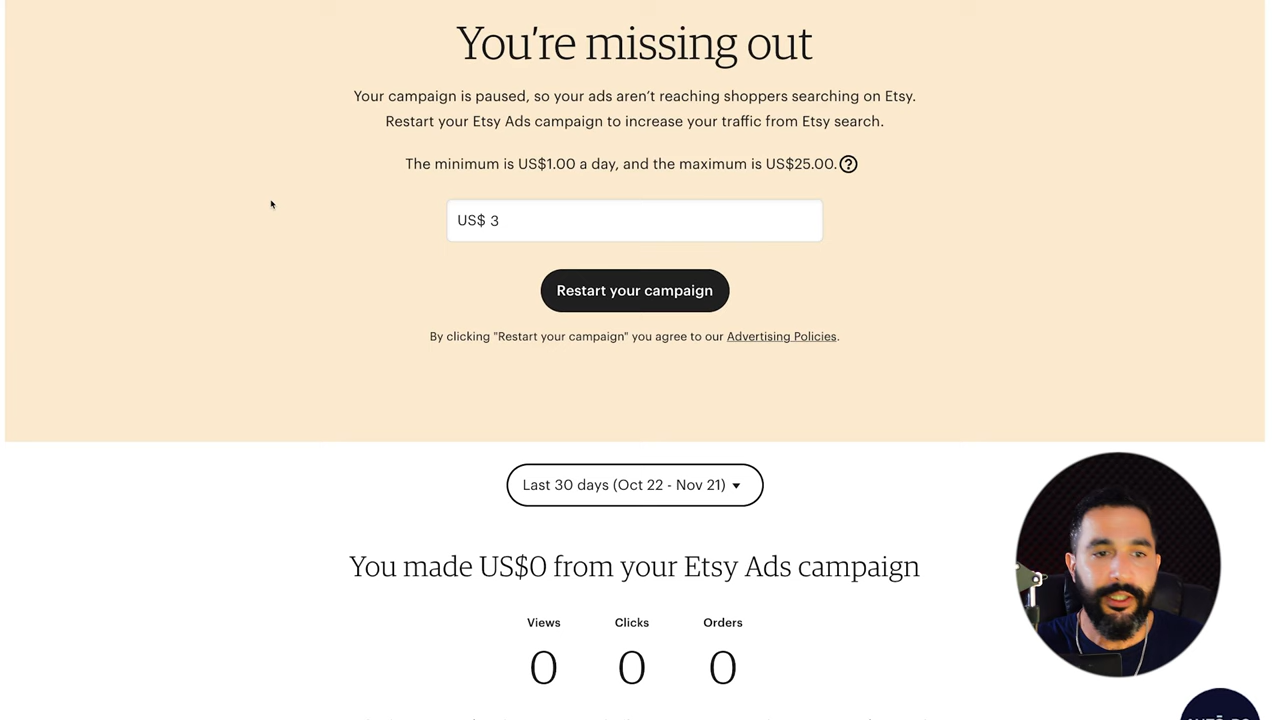 You're missing out
Your campaign is paused, so your ads aren't reaching shoppers searching on Etsy.
Restart your Etsy Ads campaign to increase your traffic from Etsy search.
The minimum is US$1.00 a day, and the maximum is US$25.00.
US$ 3
Restart your campaign
By clicking "Restart your campaign" you agree to our Advertising Policies.
Last 30 days (Oct 22 - Nov 21)
You made US$0 from your Etsy Ads campaign
Views Clicks Orders
0 0 0